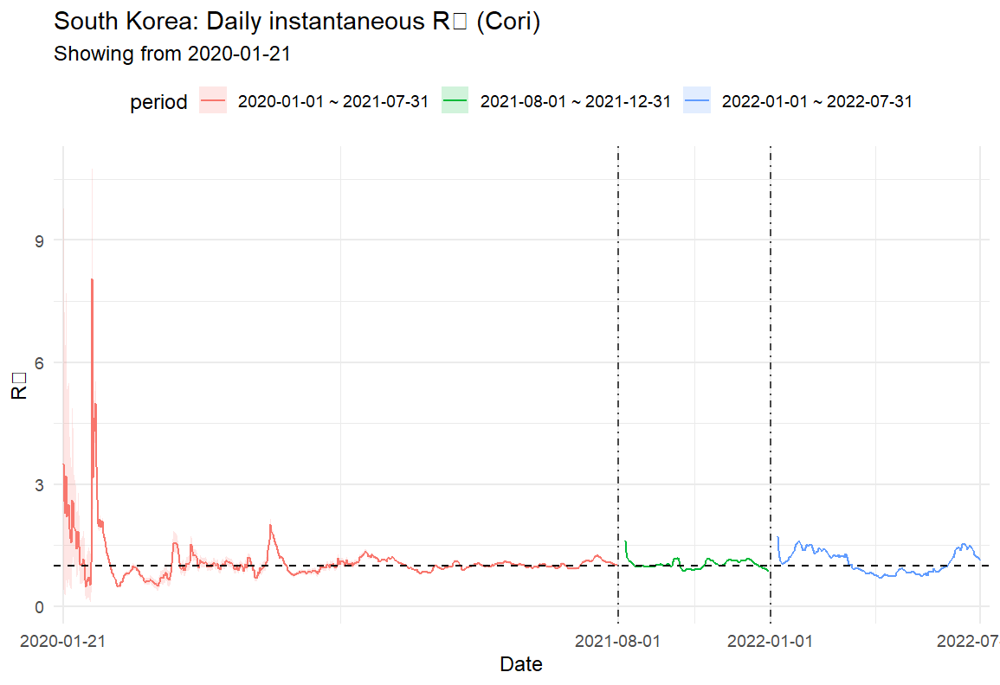 South Korea: Daily instantaneous R□ (Cori)
Showing from 2020-01-21
period 2020-01-01 ~ 2021-07-31 2021-08-01 ~ 2021-12-31 2022-01-01 ~ 2022-07-31
R□
9
6
3
0
2020-01-21 2021-08-01 2022-01-01 2022-07-
Date